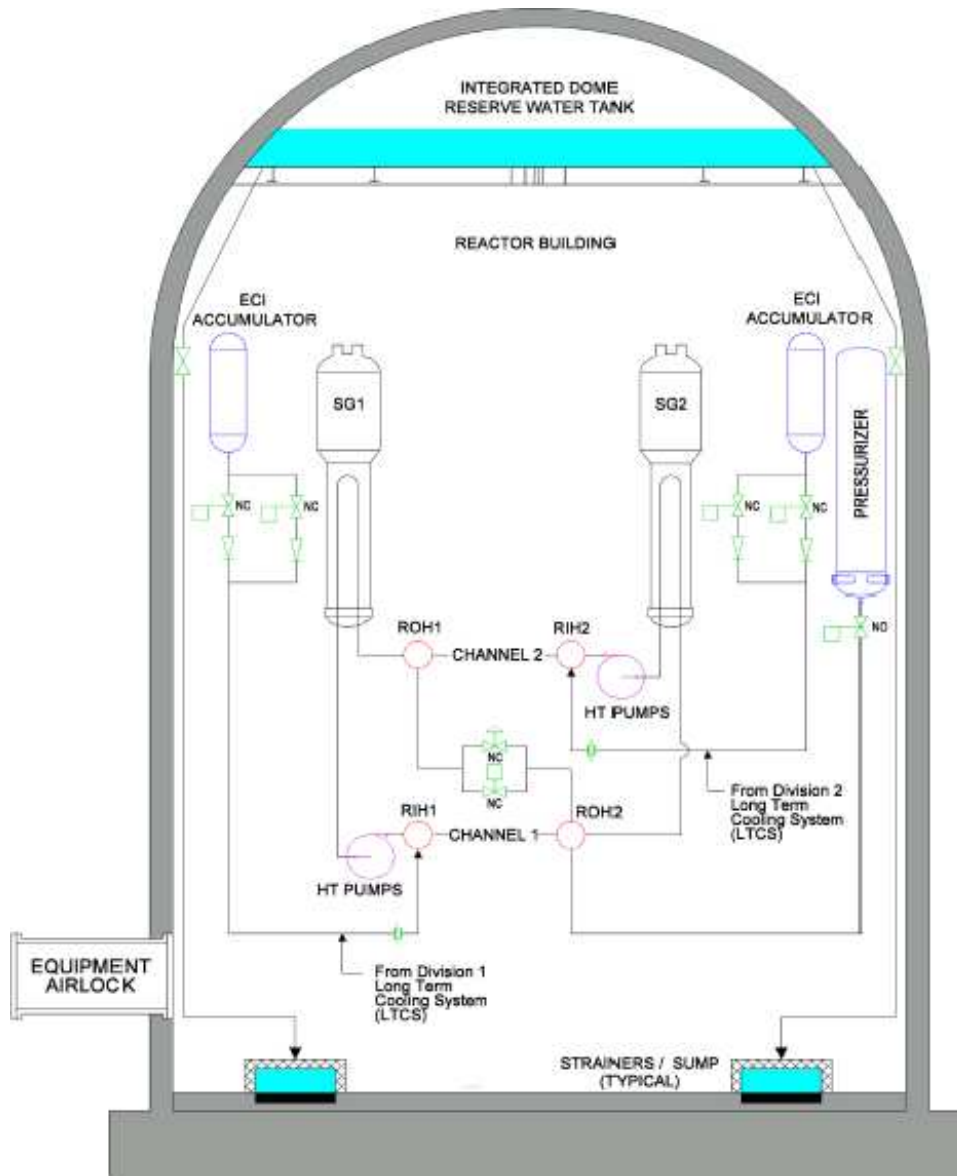 INTEGRATED DOME
RESERVE WATER TANK
REACTOR BUILDING
ECI
ACCUMULATOR
ECI
ACCUMULATOR
SG1
SG2
PRESSURIZER
NC
NC
NC
NC
NO
ROH1
CHANNEL 2
RIH2
HT PUMPS
NC
NC
From Division 2
Long Term
Cooling System
(LTCS)
RIH1
CHANNEL 1
ROH2
HT PUMPS
EQUIPMENT
AIRLOCK
From Division 1
Long Term
Cooling System
(LTCS)
STRAINERS / SUMP
(TYPICAL)